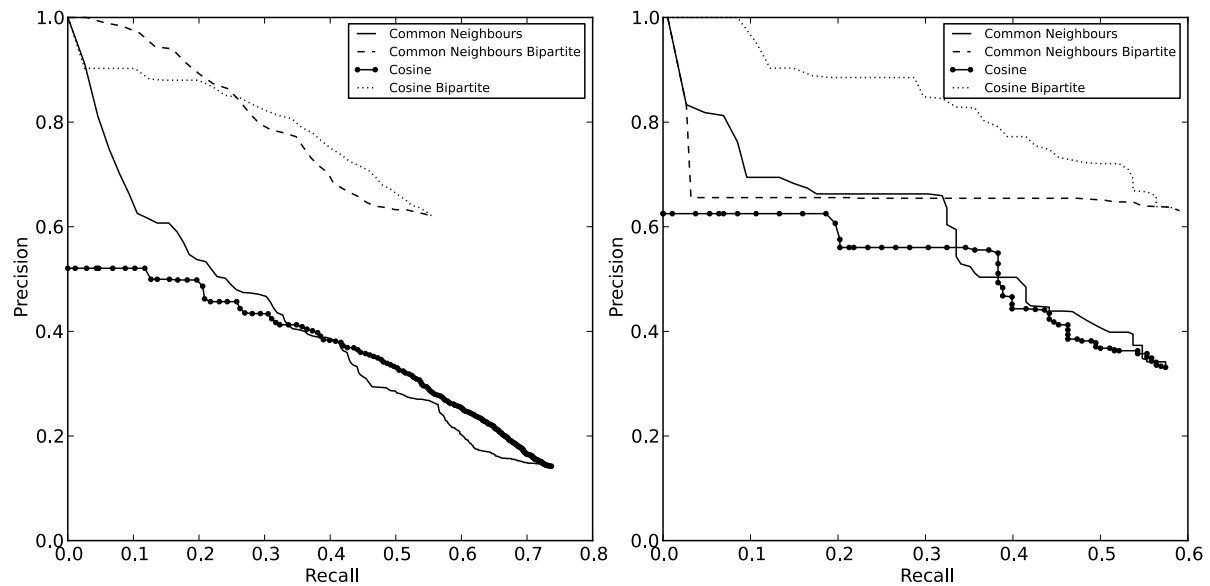 1.0
0.8
0.6
0.4
0.2
0.0
Precision
0.0 0.1 0.2 0.3 0.4 0.5 0.6 0.7 0.8
Recall
Common Neighbours
Common Neighbours Bipartite
Cosine
Cosine Bipartite
1.0
0.8
0.6
0.4
0.2
0.0
Precision
0.0 0.1 0.2 0.3 0.4 0.5 0.6
Recall
Common Neighbours
Common Neighbours Bipartite
Cosine
Cosine Bipartite